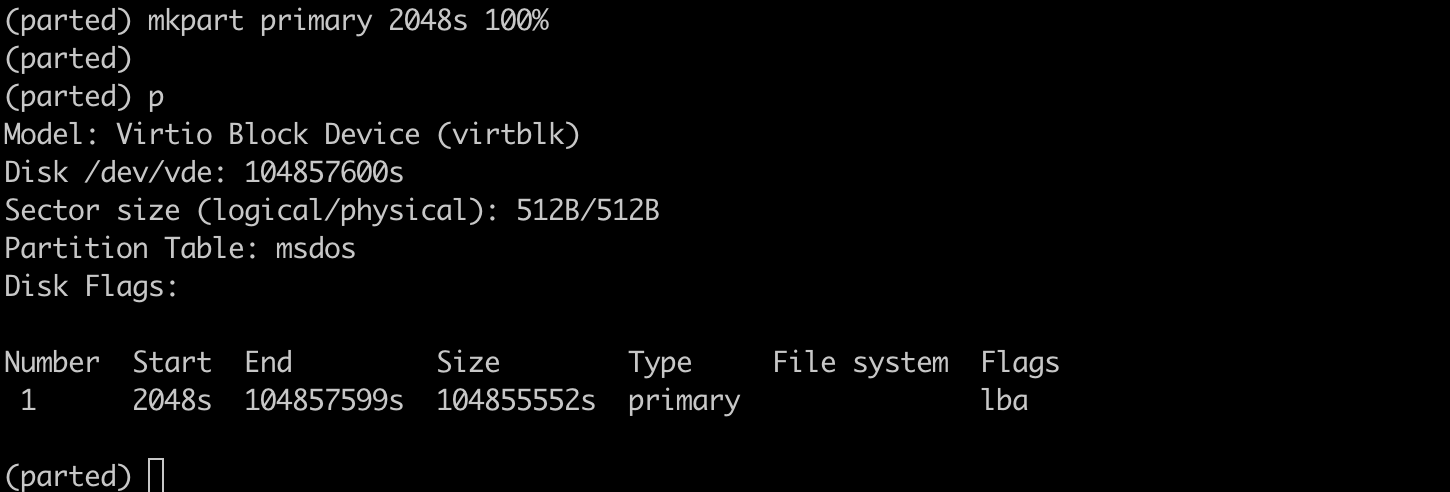 (parted) mkpart primary 2048s 100%
(parted)
(parted) p
Model: Virtio Block Device (virtblk)
Disk /dev/vde: 104857600s
Sector size (logical/physical): 512B/512B
Partition Table: msdos
Disk Flags:

Number  Start  End         Size        Type     File system  Flags
 1      2048s  104857599s  104855552s  primary               lba

(parted)